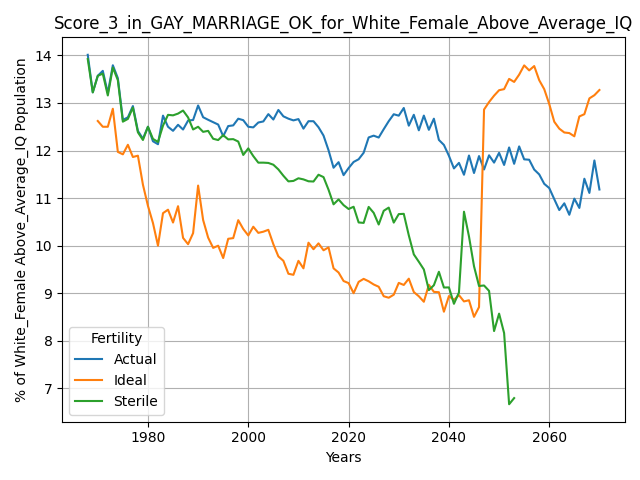 Score_3_in_GAY_MARRIAGE_OK_for_White_Female_Above_Average_IQ
% of White_Female Above_Average_IQ Population
14
13
12
11
10
9
8
7
Fertility
Actual
Ideal
Sterile
1980
2000
2020
2040
2060
Years